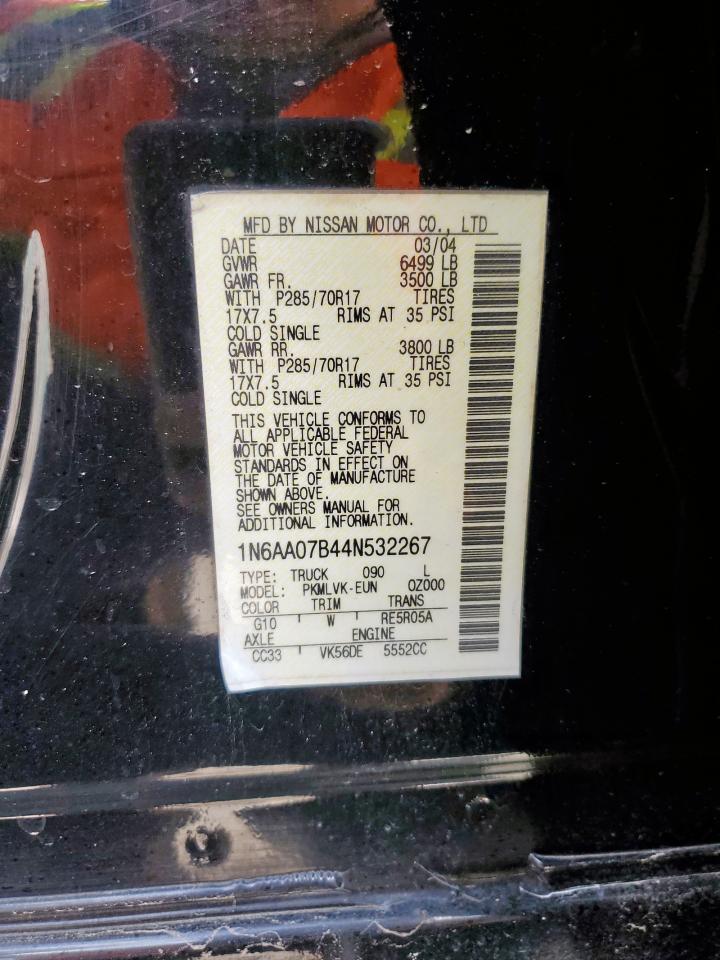 MFD BY NISSAN MOTOR CO., LTD
DATE 03/04
GVWR 6499 LB
GAWR FR. 3500 LB
WITH P285/70R17 TIRES
17X7.5 RIMS AT 35 PSI
COLD SINGLE
GAWR RR. 3800 LB
WITH P285/70R17 TIRES
17X7.5 RIMS AT 35 PSI
COLD SINGLE
THIS VEHICLE CONFORMS TO
ALL APPLICABLE FEDERAL
MOTOR VEHICLE SAFETY
STANDARDS IN EFFECT ON
THE DATE OF MANUFACTURE
SHOWN ABOVE.
SEE OWNERS MANUAL FOR
ADDITIONAL INFORMATION.
1N6AA07B44N532267
TYPE: TRUCK 090 L
MODEL: PKMLVK-EUN 0Z000
COLOR TRIM TRANS
G10 W RE5R05A
AXLE ENGINE
CC33 VK56DE 5552CC